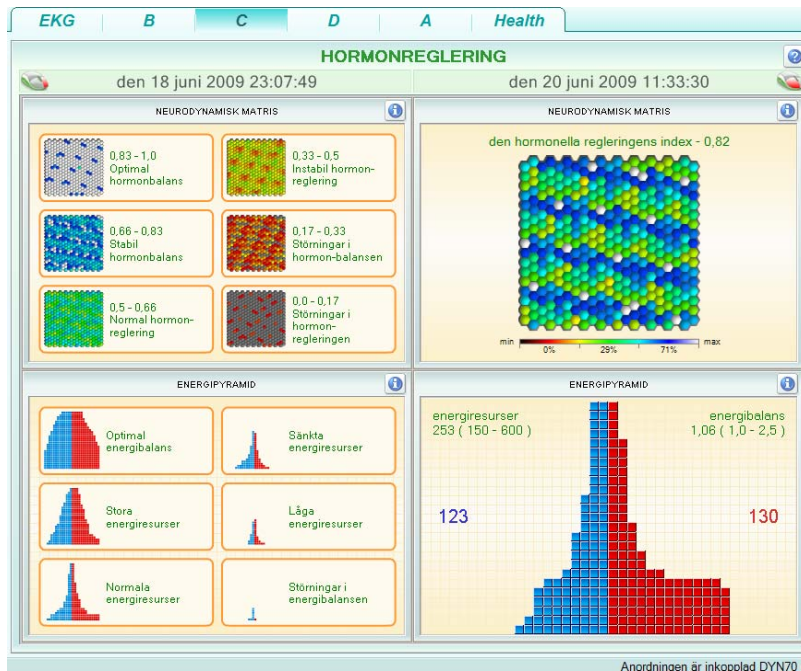 EKG B C D A Health
HORMONREGLERING
den 18 juni 2009 23:07:49
den 20 juni 2009 11:33:30
NEURODYNAMISK MATRIS
0,83 - 1,0
Optimal
hormonbalans
0,33 - 0,5
Instabil hormon-
reglering
0,66 - 0,83
Stabil
hormonbalans
0,17 - 0,33
Störningar i
hormon-balansen
0,5 - 0,66
Normal hormon-
reglering
0,0 - 0,17
Störningar i
hormon-
regleringen
NEURODYNAMISK MATRIS
den hormonella regleringens index - 0,82
min max
0% 29% 71%
ENERGIPYRAMID
Optimal
energibalans
Sänkta
energiresurser
Stora
energiresurser
Låga
energiresurser
Normala
energiresurser
Störningar i
energibalansen
ENERGIPYRAMID
energiresurser
253 ( 150 - 600 )
energibalans
1,06 ( 1,0 - 2,5 )
123
130
Anordningen är inkopplad DYN70